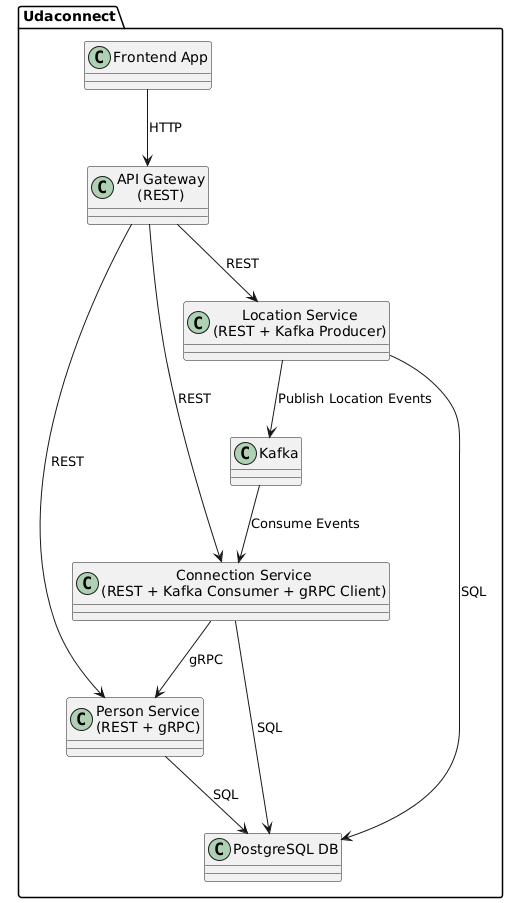 Udaconnect
C Frontend App
HTTP
C API Gateway
(REST)
REST
C Location Service
(REST + Kafka Producer)
REST
Publish Location Events
C Kafka
REST
Consume Events
C Connection Service
(REST + Kafka Consumer + gRPC Client)
SQL
gRPC
C Person Service
(REST + gRPC)
SQL
SQL
C PostgreSQL DB